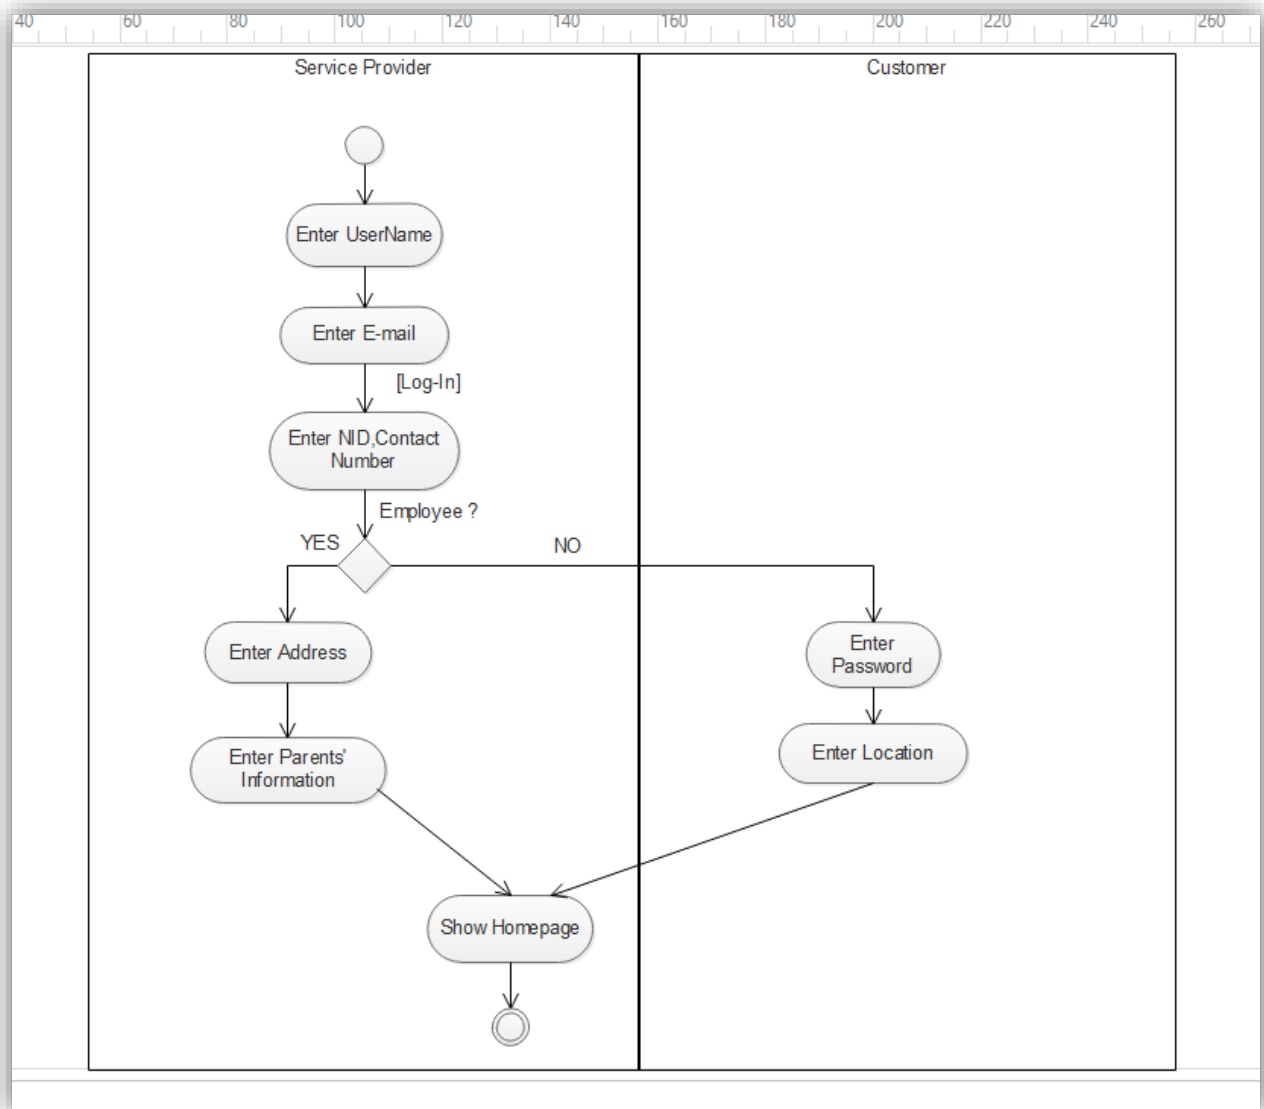 40 60 80 100 120 140 160 180 200 220 240 260
Service Provider
Customer
Enter UserName
Enter E-mail
[Log-In]
Enter NID,Contact
Number
Employee ?
YES
NO
Enter Address
Enter
Password
Enter Parents'
Information
Enter Location
Show Homepage